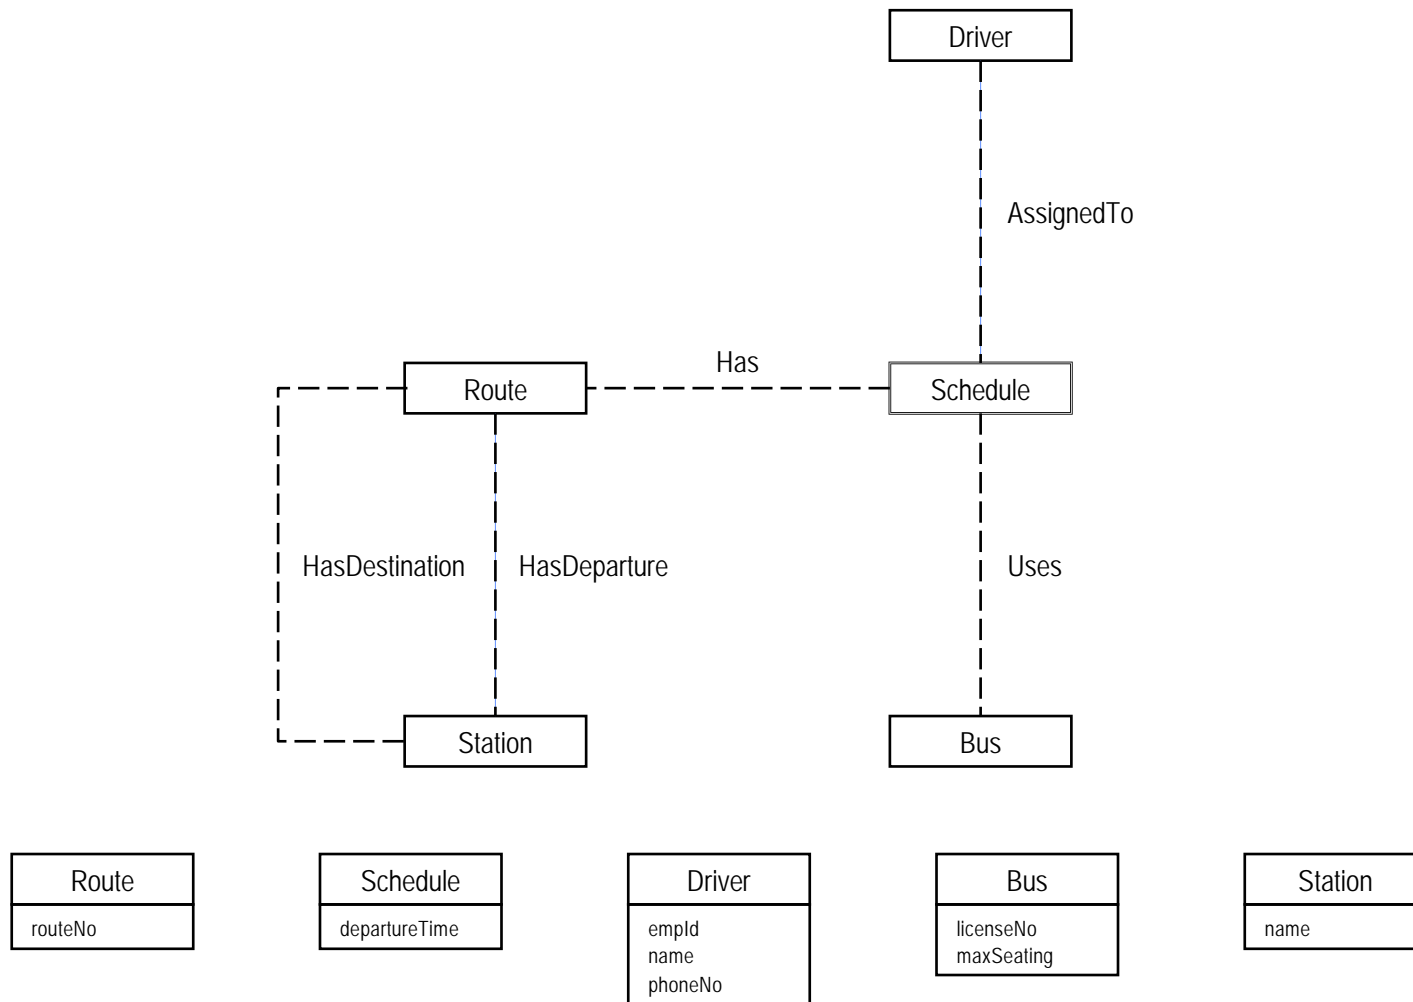 Driver
AssignedTo
Has
Route
Schedule
HasDestination
HasDeparture
Uses
Station
Bus
Route
routeNo
Schedule
departureTime
Driver
empId
name
phoneNo
Bus
licenseNo
maxSeating
Station
name